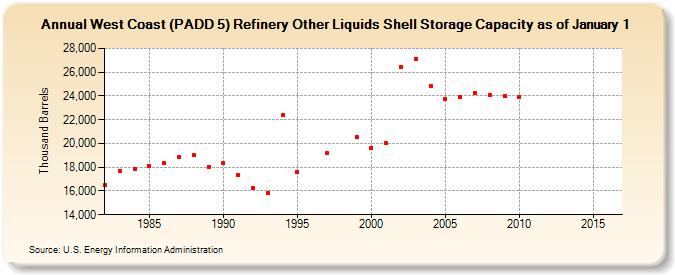 Annual West Coast (PADD 5) Refinery Other Liquids Shell Storage Capacity as of January 1
Thousand Barrels
28,000
26,000
24,000
22,000
20,000
18,000
16,000
14,000
1985 1990 1995 2000 2005 2010 2015
Source: U.S. Energy Information Administration